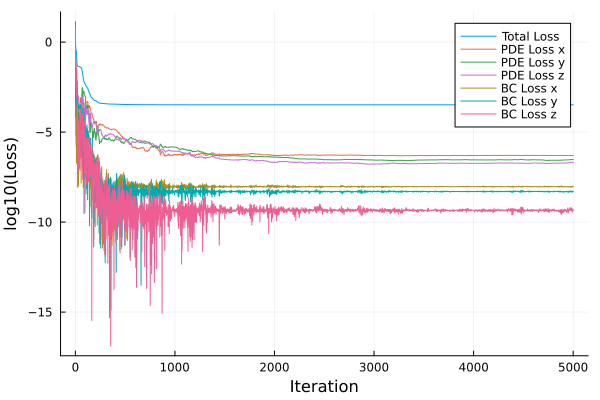 Total Loss
PDE Loss x
PDE Loss y
PDE Loss z
BC Loss x
BC Loss y
BC Loss z
log10(Loss)
0
−5
−10
−15
0 1000 2000 3000 4000 5000
Iteration